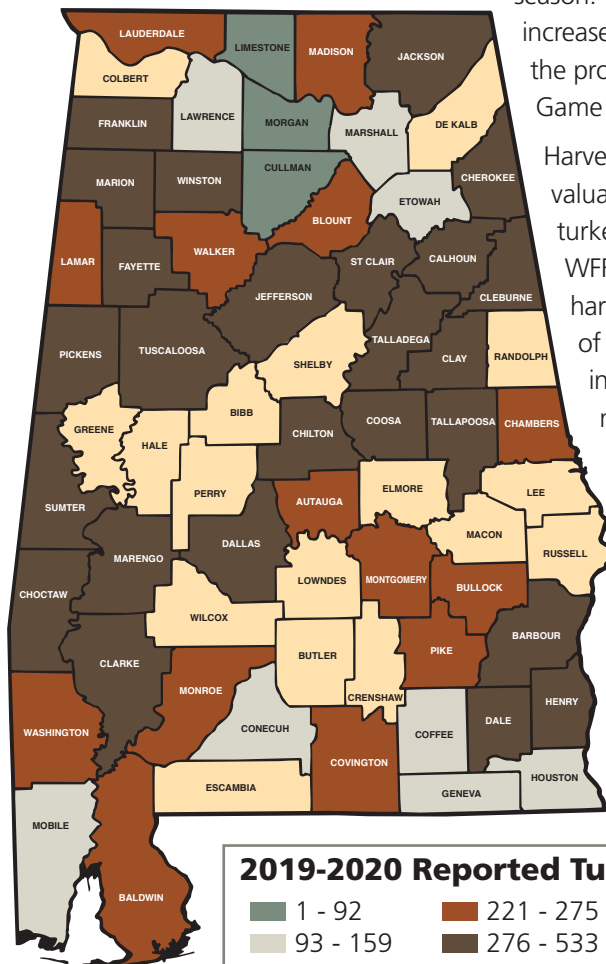 season.
increase
the pro
Game
Harve
valua
turke
WFF
har
of
in
r
LAUDERDALE
LIMESTONE
MADISON
JACKSON
COLBERT
FRANKLIN
LAWRENCE
MORGAN
MARSHALL
DE KALB
MARION
WINSTON
CULLMAN
CHEROKEE
ETOWAH
BLOUNT
LAMAR
FAYETTE
WALKER
ST CLAIR
CALHOUN
JEFFERSON
CLEBURNE
PICKENS
TUSCALOOSA
SHELBY
TALLADEGA
CLAY
RANDOLPH
GREENE
HALE
BIBB
CHILTON
COOSA
TALLAPOOSA
CHAMBERS
SUMTER
PERRY
AUTAUGA
ELMORE
LEE
MACON
RUSSELL
MARENGO
DALLAS
LOWNDES
MONTGOMERY
BULLOCK
CHOCTAW
WILCOX
BARBOUR
CLARKE
BUTLER
CRENSHAW
PIKE
MONROE
HENRY
WASHINGTON
CONECUH
COFFEE
DALE
COVINGTON
HOUSTON
ESCAMBIA
GENEVA
MOBILE
BALDWIN
2019-2020 Reported Tu
1 - 92
221 - 275
93 - 159
276 - 533